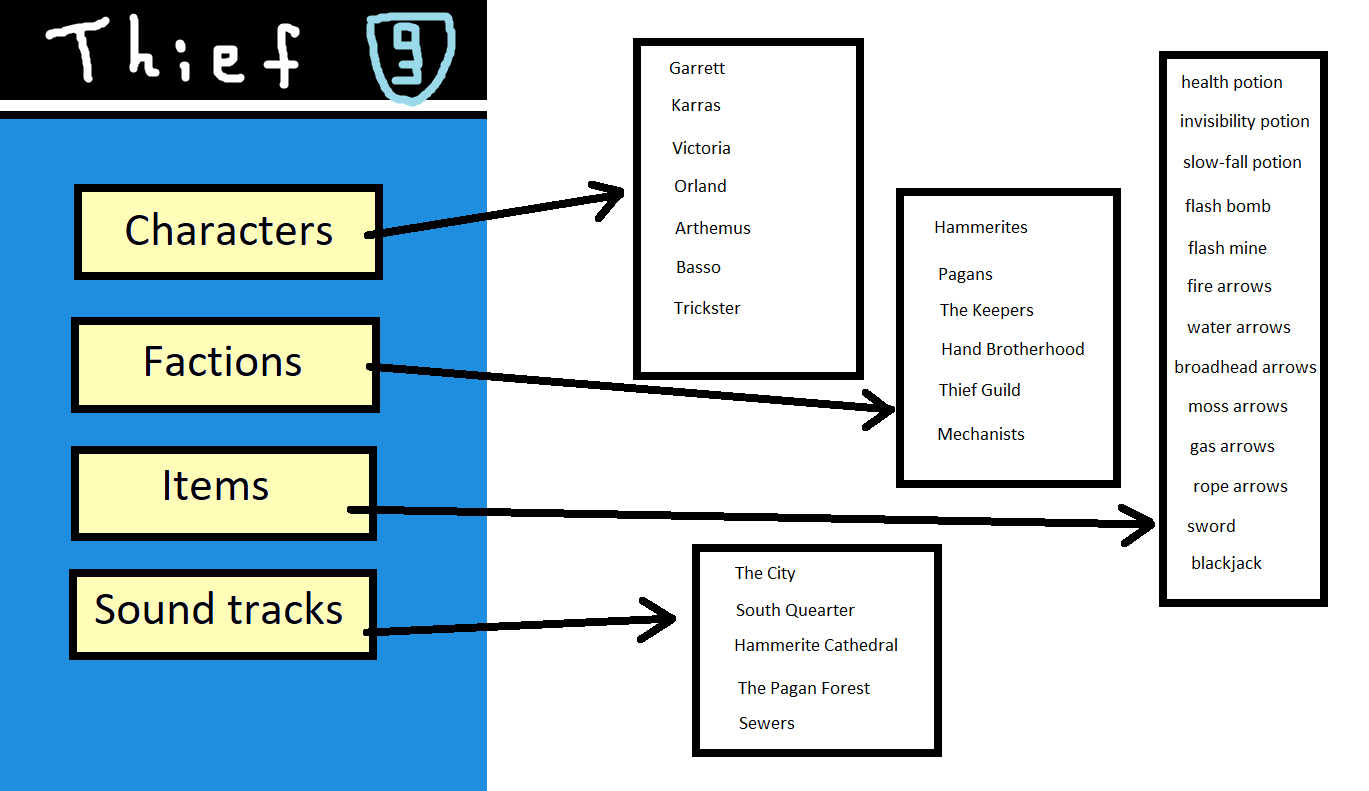 Thief
Characters
Factions
Items
Sound tracks
Garrett
Karras
Victoria
Orland
Arthemus
Basso
Trickster
Hammerites
Pagans
The Keepers
Hand Brotherhood
Thief Guild
Mechanists
health potion
invisibility potion
slow-fall potion
flash bomb
flash mine
fire arrows
water arrows
broadhead arrows
moss arrows
gas arrows
rope arrows
sword
blackjack
The City
South Quearter
Hammerite Cathedral
The Pagan Forest
Sewers